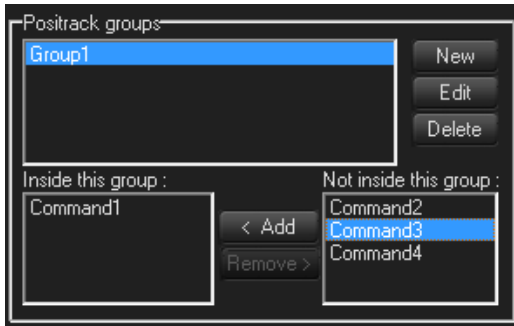 Positrack groups
Group1
New
Edit
Delete
Inside this group :
Not inside this group :
Command1
< Add
Remove >
Command2
Command3
Command4